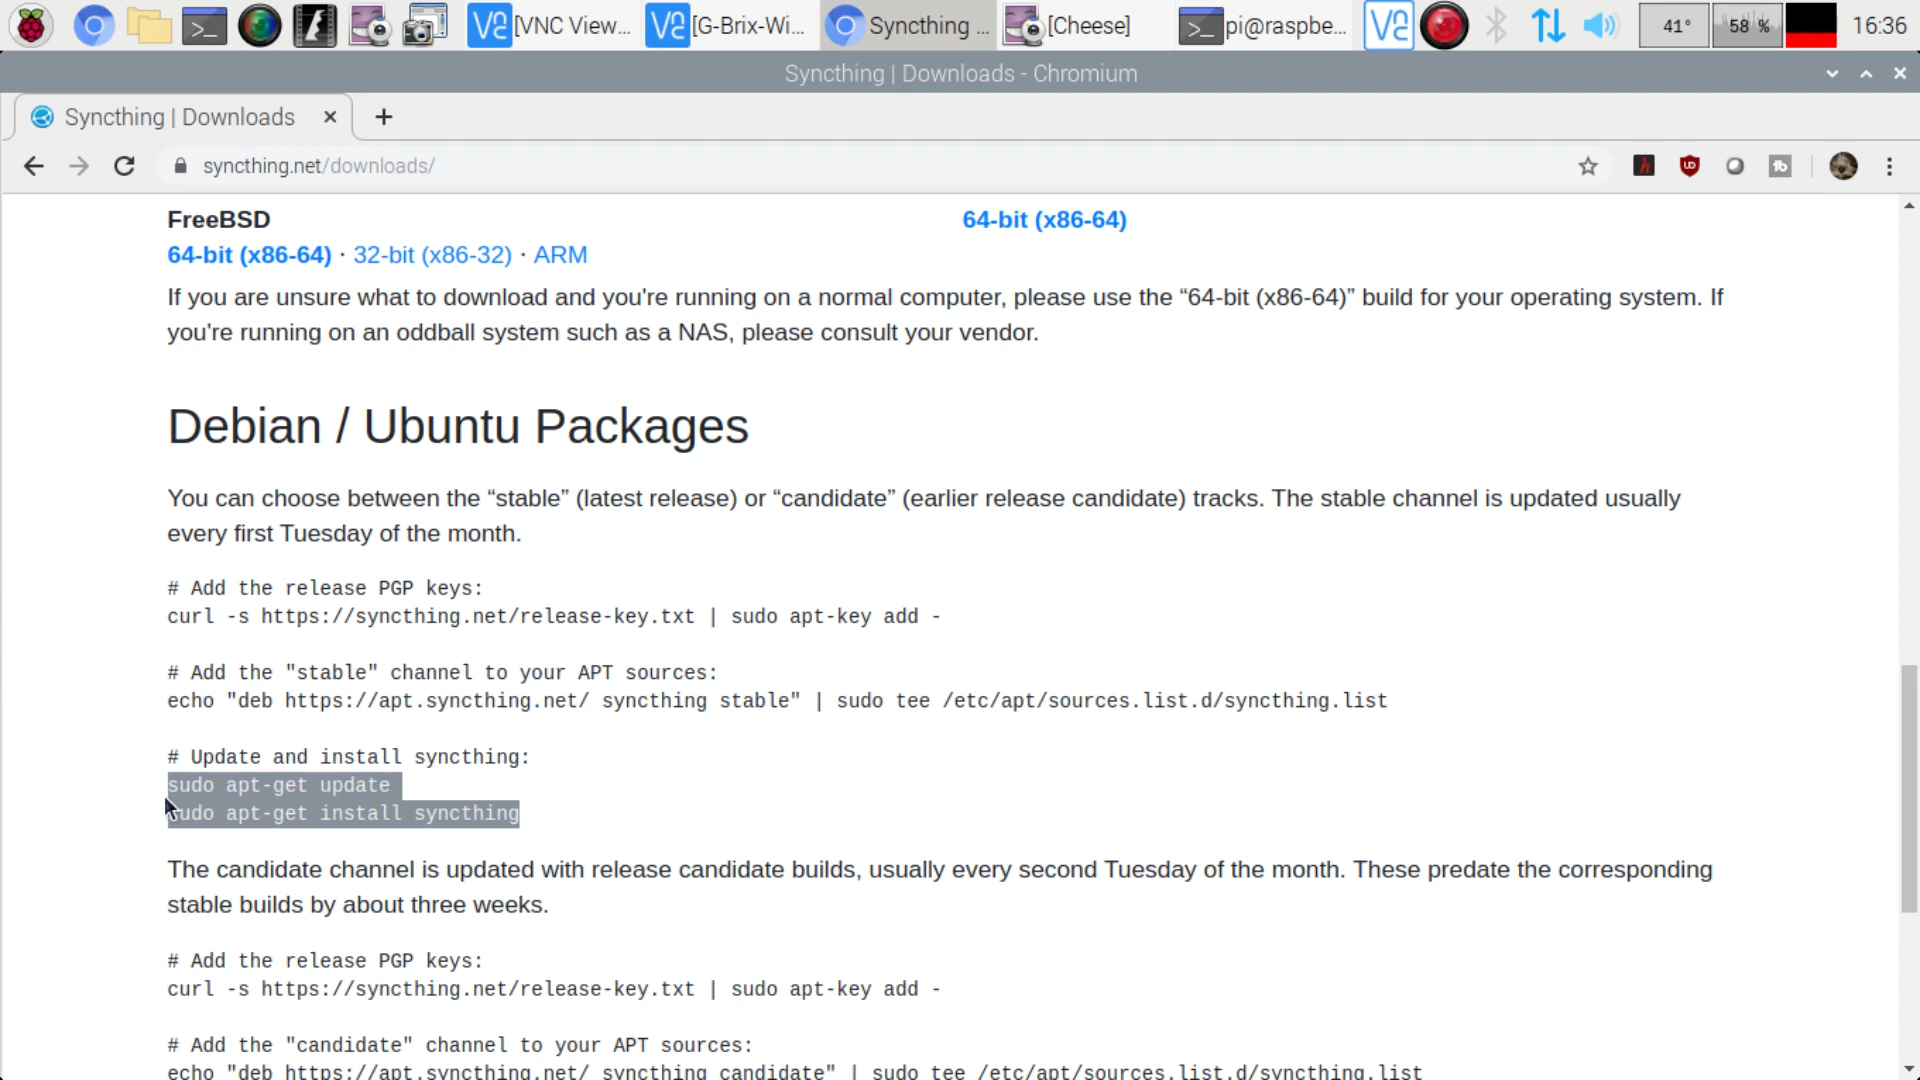 [VNC View... [G-Brix-Wi... Syncthing ... [Cheese] pi@raspbe... 41° 58 % 16:36
Syncthing | Downloads - Chromium
Syncthing | Downloads
syncthing.net/downloads/
FreeBSD
64-bit (x86-64) · 32-bit (x86-32) · ARM
64-bit (x86-64)
If you are unsure what to download and you're running on a normal computer, please use the “64-bit (x86-64)” build for your operating system. If
you're running on an oddball system such as a NAS, please consult your vendor.
Debian / Ubuntu Packages
You can choose between the “stable” (latest release) or “candidate” (earlier release candidate) tracks. The stable channel is updated usually
every first Tuesday of the month.
# Add the release PGP keys:
curl -s https://syncthing.net/release-key.txt | sudo apt-key add -
# Add the "stable" channel to your APT sources:
echo "deb https://apt.syncthing.net/ syncthing stable" | sudo tee /etc/apt/sources.list.d/syncthing.list
# Update and install syncthing:
sudo apt-get update
sudo apt-get install syncthing
The candidate channel is updated with release candidate builds, usually every second Tuesday of the month. These predate the corresponding
stable builds by about three weeks.
# Add the release PGP keys:
curl -s https://syncthing.net/release-key.txt | sudo apt-key add -
# Add the "candidate" channel to your APT sources:
echo "deb https://apt.syncthing.net/ syncthing candidate" | sudo tee /etc/apt/sources.list.d/syncthing.list